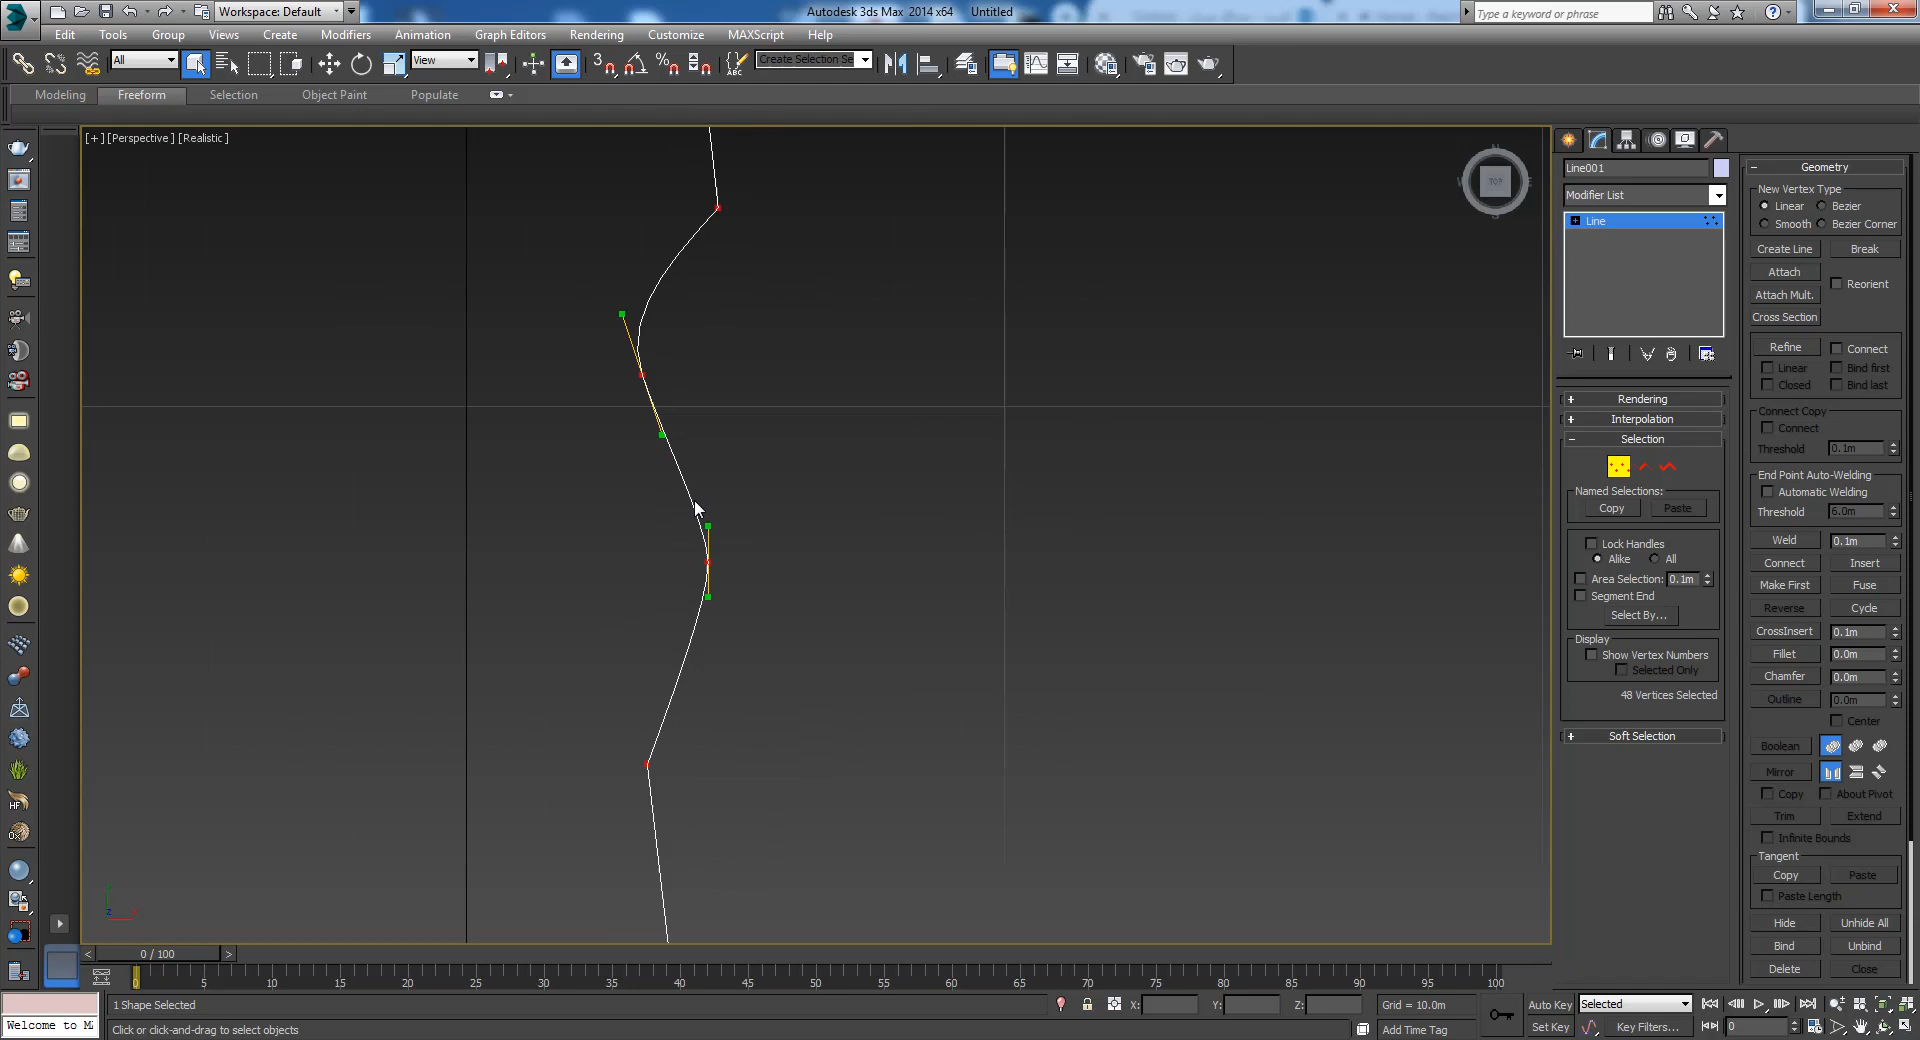 Workspace: Default
Autodesk 3ds Max 2014 x64 Untitled
Type a keyword or phrase
Edit Tools Group Views Create Modifiers Animation Graph Editors Rendering Customize MAXScript Help
All View Create Selection Se
Modeling Freeform Selection Object Paint Populate
[+] [Perspective] [Realistic]
TOP
Line001
Modifier List
Line
Rendering
Interpolation
Selection
Named Selections:
Copy Paste
Lock Handles
Alike All
Area Selection: 0.1m
Segment End
Select By...
Display
Show Vertex Numbers
Selected Only
48 Vertices Selected
Soft Selection
Geometry
New Vertex Type
Linear Bezier
Smooth Bezier Corner
Create Line Break
Attach
Reorient
Attach Mult.
Cross Section
Refine Connect
Linear Bind first
Closed Bind last
Connect Copy
Connect
Threshold 0.1m
End Point Auto-Welding
Automatic Welding
Threshold 6.0m
Weld 0.1m
Connect Insert
Make First Fuse
Reverse Cycle
CrossInsert 0.1m
Fillet 0.0m
Chamfer 0.0m
Outline 0.0m
Center
Boolean
Mirror
Copy About Pivot
Trim Extend
Infinite Bounds
Tangent
Copy Paste
Paste Length
Hide Unhide All
Bind Unbind
Delete Close
0 / 100
0 5 10 15 20 25 30 35 40 45 50 55 60 65 70 75 80 85 90 95 100
1 Shape Selected X: Y: Z: Grid = 10.0m Auto Key Selected
Welcome to M
Click or click-and-drag to select objects Add Time Tag Set Key Key Filters... 0